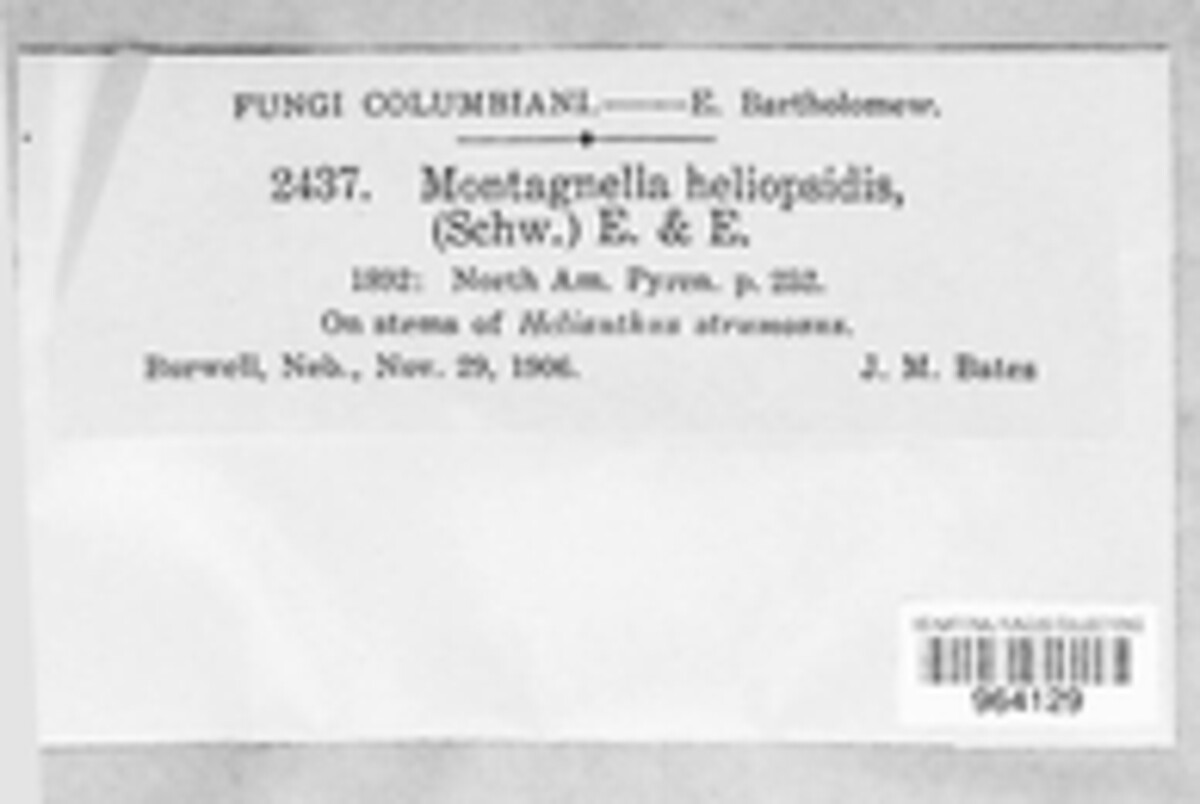 FUNGI COLUMBIANI.——E. Bartholomew.
2437. Montagnella heliopsidis,
(Schw.) E. & E.
1892: North Am. Pyren. p. 252.
On stems of Helianthus strumosus.
Burwell, Neb., Nov. 29, 1906. J. M. Bates
964129